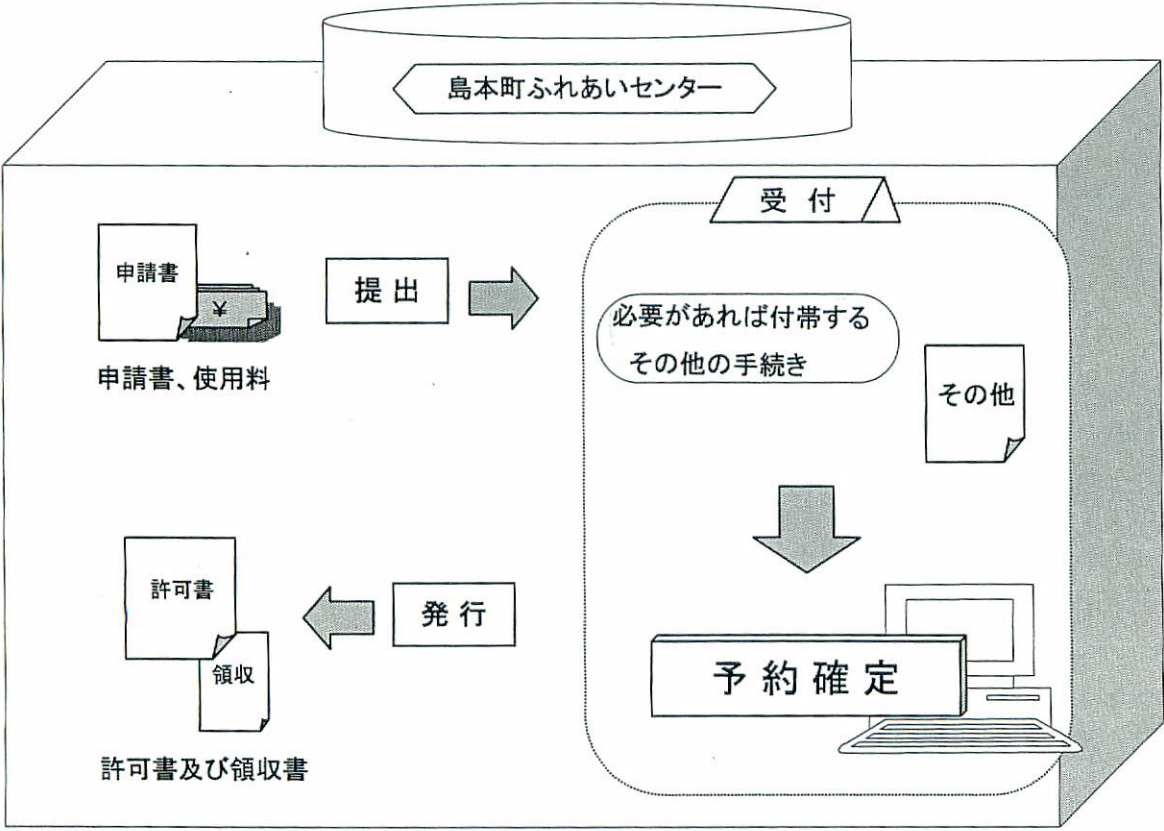 島本町ふれあいセンター
受付
申請書
¥
提出
申請書、使用料
必要があれば付帯する
その他の手続き
その他
許可書
領収
発行
予約確定
許可書及び領収書